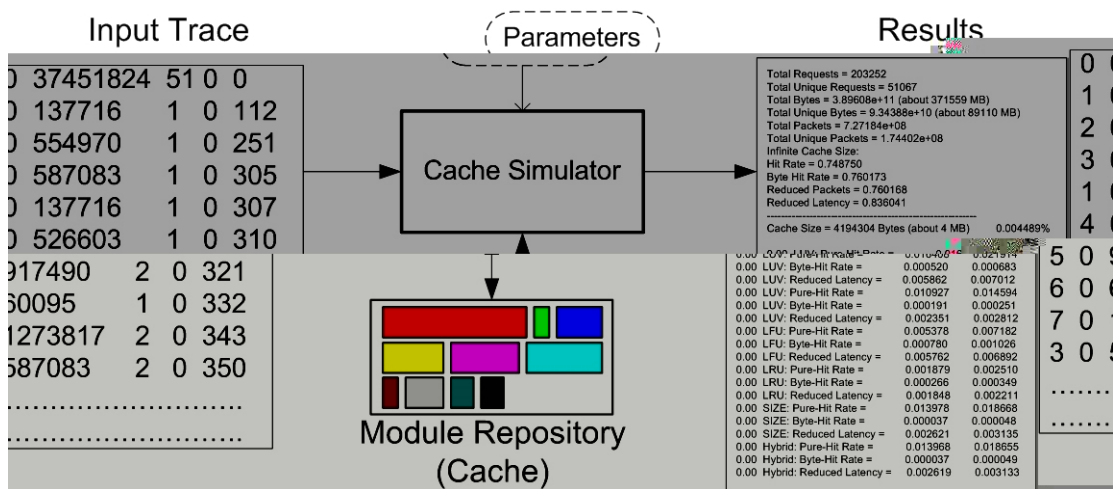 Input Trace
Parameters
Results
0 37451824 51 0 0
0 137716 1 0 112
0 554970 1 0 251
0 587083 1 0 305
0 137716 1 0 307
0 526603 1 0 310
917490 2 0 321
60095 1 0 332
1273817 2 0 343
587083 2 0 350
Cache Simulator
Module Repository
(Cache)
Total Requests = 203252
Total Unique Requests = 51067
Total Bytes = 3.89608e+11 (about 371559 MB)
Total Unique Bytes = 9.34388e+10 (about 89110 MB)
Total Packets = 7.27184e+08
Total Unique Packets = 1.74402e+08
Infinite Cache Size:
Hit Rate = 0.748750
Byte Hit Rate = 0.760173
Reduced Packets = 0.760168
Reduced Latency = 0.836041
Cache Size = 4194304 Bytes (about 4 MB) 0.004489%
0.00 LUV: Byte-Hit Rate = 0.000520 0.000683
0.00 LUV: Reduced Latency = 0.005862 0.007012
0.00 LUV: Pure-Hit Rate = 0.010927 0.014594
0.00 LUV: Byte-Hit Rate = 0.000191 0.000251
0.00 LUV: Reduced Latency = 0.002351 0.002812
0.00 LFU: Pure-Hit Rate = 0.005378 0.007182
0.00 LFU: Byte-Hit Rate = 0.000780 0.001026
0.00 LFU: Reduced Latency = 0.005762 0.006892
0.00 LRU: Pure-Hit Rate = 0.001879 0.002510
0.00 LRU: Byte-Hit Rate = 0.000266 0.000349
0.00 LRU: Reduced Latency = 0.001848 0.002211
0.00 SIZE: Pure-Hit Rate = 0.013978 0.018668
0.00 SIZE: Byte-Hit Rate = 0.000037 0.000048
0.00 SIZE: Reduced Latency = 0.002621 0.003135
0.00 Hybrid: Pure-Hit Rate = 0.013968 0.018655
0.00 Hybrid: Byte-Hit Rate = 0.000037 0.000049
0.00 Hybrid: Reduced Latency = 0.002619 0.003133
0
1
2
3
1
4
5 0
6 0
7 0
3 0